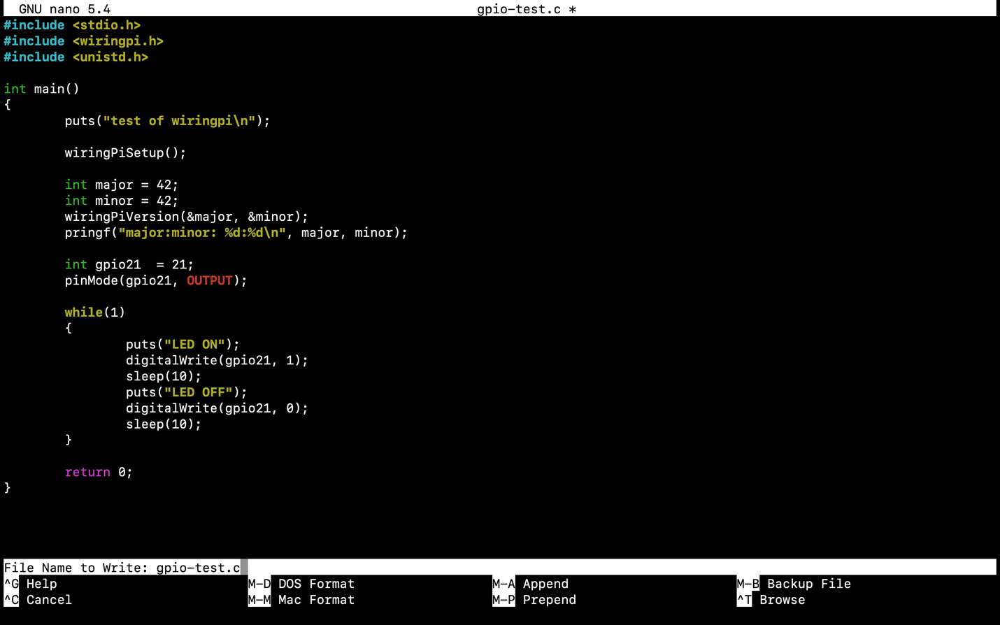 GNU nano 5.4 gpio-test.c *
#include <stdio.h>
#include <wiringpi.h>
#include <unistd.h>
int main()
{
puts("test of wiringpi\n");
wiringPiSetup();
int major = 42;
int minor = 42;
wiringPiVersion(&major, &minor);
pringf("major:minor: %d:%d\n", major, minor);
int gpio21  = 21;
pinMode(gpio21, OUTPUT);
while(1)
{
puts("LED ON");
digitalWrite(gpio21, 1);
sleep(10);
puts("LED OFF");
digitalWrite(gpio21, 0);
sleep(10);
}
return 0;
}
File Name to Write: gpio-test.c
^G Help M-D DOS Format M-A Append M-B Backup File
^C Cancel M-M Mac Format M-P Prepend ^T Browse